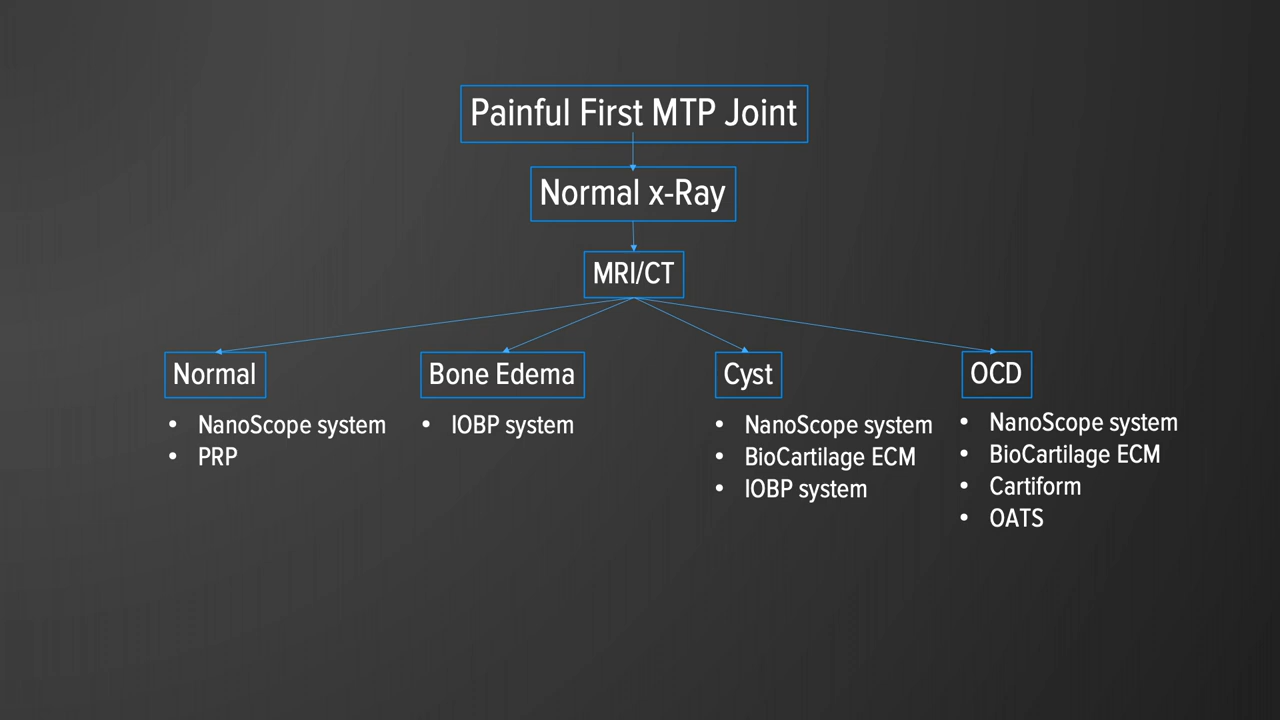 Painful First MTP Joint
Normal x-Ray
MRI/CT
Normal
• NanoScope system
• PRP
Bone Edema
• IOBP system
Cyst
• NanoScope system
• BioCartilage ECM
• IOBP system
OCD
• NanoScope system
• BioCartilage ECM
• Cartiform
• OATS